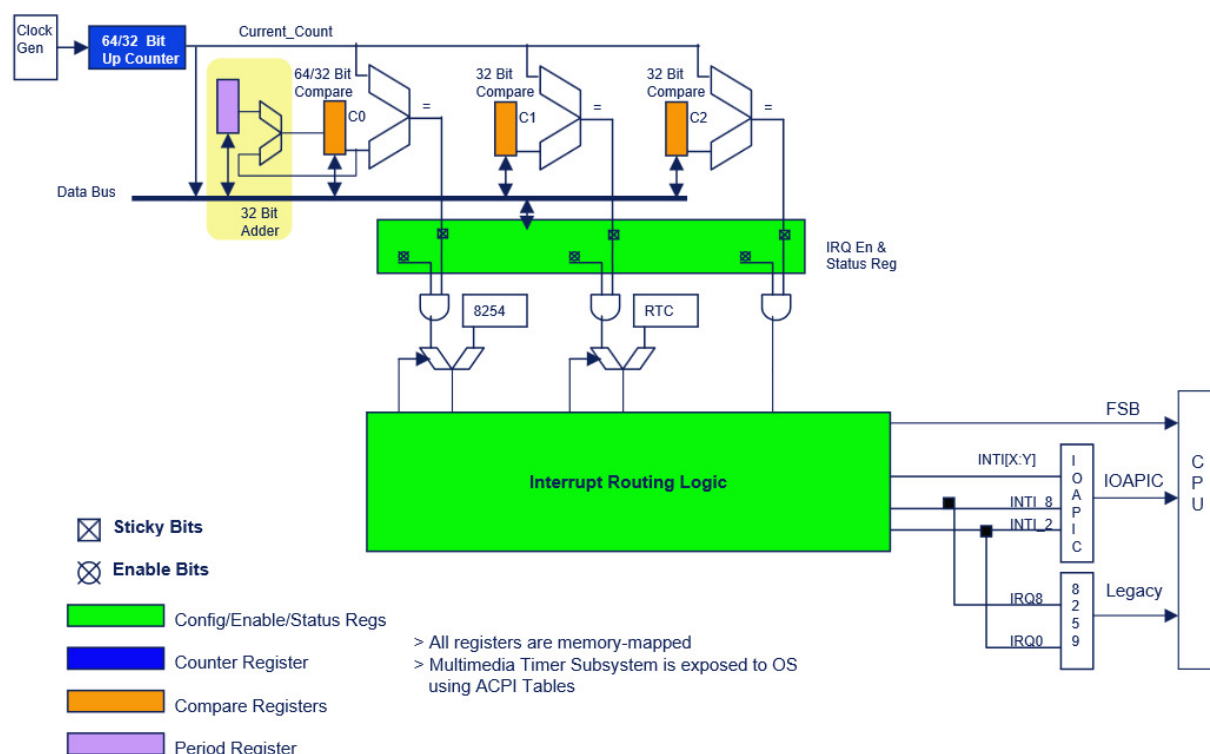 Clock
Gen
64/32 Bit
Up Counter
Current_Count
64/32 Bit
Compare
C0
=
32 Bit
Compare
C1
=
32 Bit
Compare
C2
=
Data Bus
32 Bit
Adder
IRQ En &
Status Reg
8254
RTC
Interrupt Routing Logic
FSB
INTI[X:Y]
INTI_8
INTI_2
I
O
A
P
I
C
IOAPIC
C
P
U
IRQ8
IRQ0
8
2
5
9
Legacy
Sticky Bits
Enable Bits
Config/Enable/Status Regs
Counter Register
Compare Registers
Period Register
> All registers are memory-mapped
> Multimedia Timer Subsystem is exposed to OS
using ACPI Tables